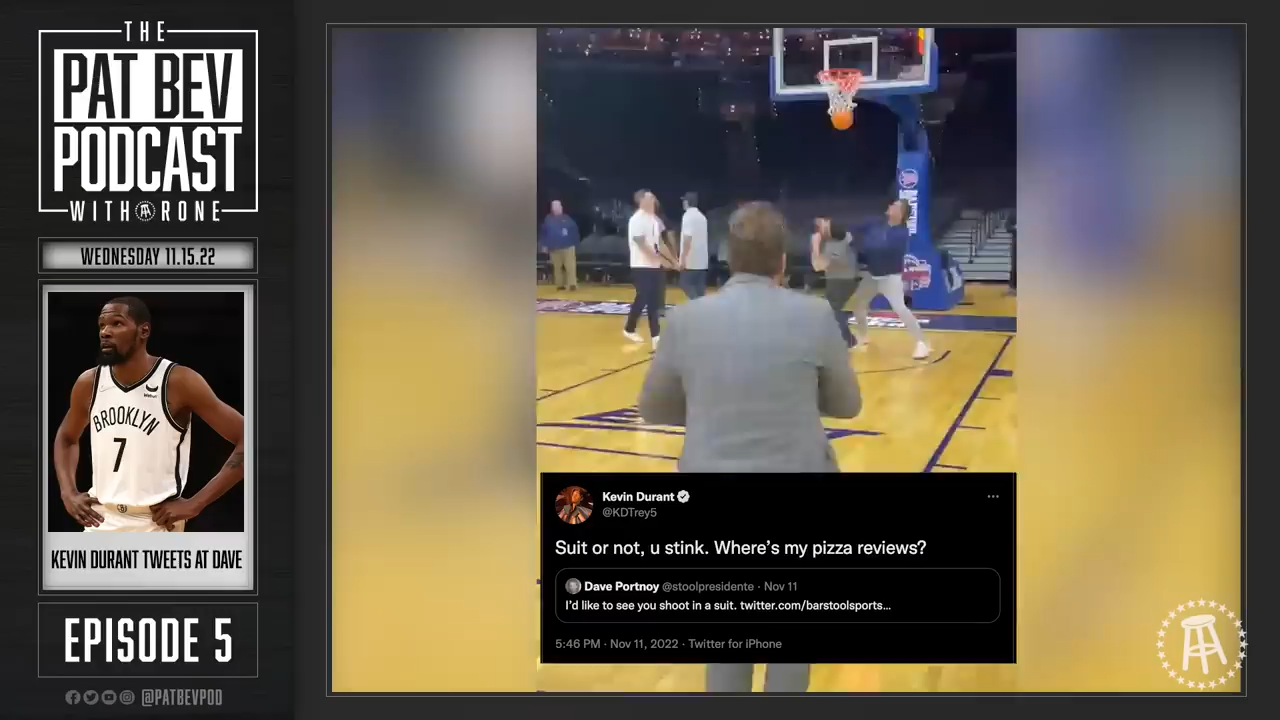 THE
PAT BEV
PODCAST
WITH RONE
WEDNESDAY 11.15.22
BROOKLYN
7
KEVIN DURANT TWEETS AT DAVE
EPISODE 5
@PATBEVPOD
Kevin Durant
@KDTrey5
Suit or not, u stink. Where's my pizza reviews?
Dave Portnoy @stoolpresidente · Nov 11
I'd like to see you shoot in a suit. twitter.com/barstoolsports...
5:46 PM · Nov 11, 2022 · Twitter for iPhone